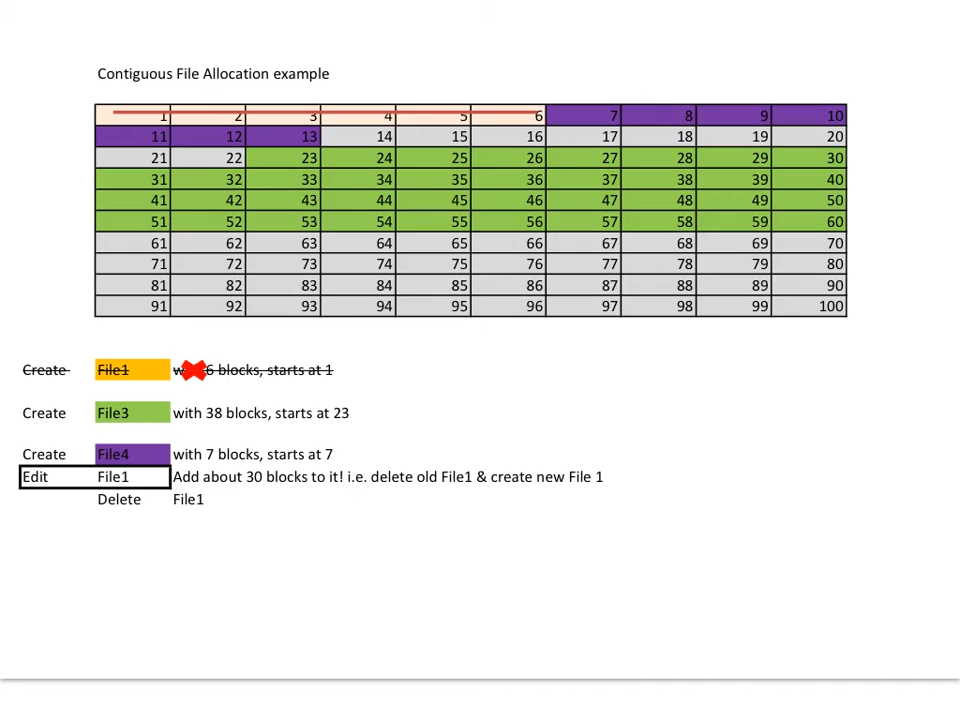 Contiguous File Allocation example
1 2 3 4 5 6 7 8 9 10
11 12 13 14 15 16 17 18 19 20
21 22 23 24 25 26 27 28 29 30
31 32 33 34 35 36 37 38 39 40
41 42 43 44 45 46 47 48 49 50
51 52 53 54 55 56 57 58 59 60
61 62 63 64 65 66 67 68 69 70
71 72 73 74 75 76 77 78 79 80
81 82 83 84 85 86 87 88 89 90
91 92 93 94 95 96 97 98 99 100
Create File1 6 blocks, starts at 1
Create File3 with 38 blocks, starts at 23
Create File4 with 7 blocks, starts at 7
Edit File1 Add about 30 blocks to it! i.e. delete old File1 & create new File 1
Delete File1